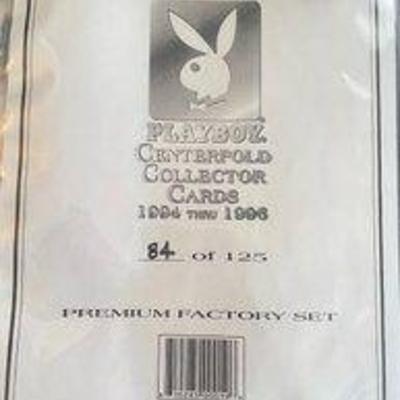 PLAYBOY
CENTERFOLD
COLLECTOR
CARDS
1994 THRU 1996
84 of 125
PREMIUM FACTORY SET